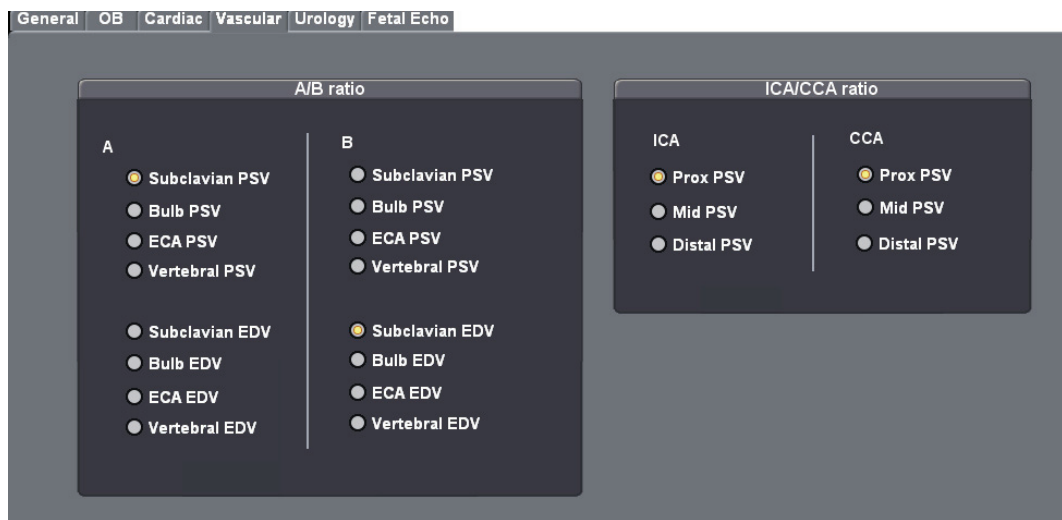 General OB Cardiac Vascular Urology Fetal Echo
A/B ratio
A
Subclavian PSV
Bulb PSV
ECA PSV
Vertebral PSV
Subclavian EDV
Bulb EDV
ECA EDV
Vertebral EDV
B
Subclavian PSV
Bulb PSV
ECA PSV
Vertebral PSV
Subclavian EDV
Bulb EDV
ECA EDV
Vertebral EDV
ICA/CCA ratio
ICA
Prox PSV
Mid PSV
Distal PSV
CCA
Prox PSV
Mid PSV
Distal PSV